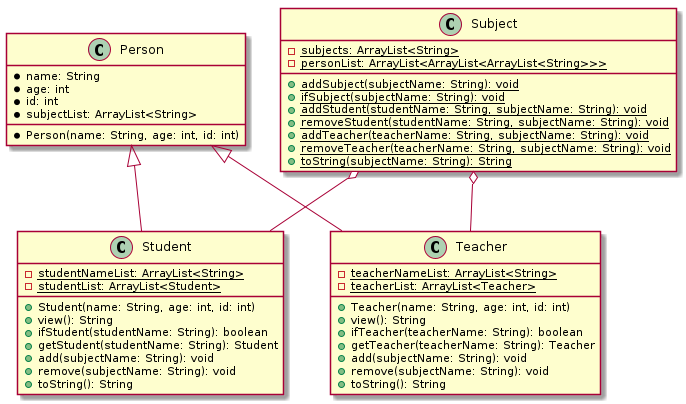 C Person
name: String
age: int
id: int
subjectList: ArrayList<String>
Person(name: String, age: int, id: int)
C Subject
subjects: ArrayList<String>
personList: ArrayList<ArrayList<ArrayList<String>>>
addSubject(subjectName: String): void
ifSubject(subjectName: String): void
addStudent(studentName: String, subjectName: String): void
removeStudent(studentName: String, subjectName: String): void
addTeacher(teacherName: String, subjectName: String): void
removeTeacher(teacherName: String, subjectName: String): void
toString(subjectName: String): String
C Student
studentNameList: ArrayList<String>
studentList: ArrayList<Student>
Student(name: String, age: int, id: int)
view(): String
ifStudent(studentName: String): boolean
getStudent(studentName: String): Student
add(subjectName: String): void
remove(subjectName: String): void
toString(): String
C Teacher
teacherNameList: ArrayList<String>
teacherList: ArrayList<Teacher>
Teacher(name: String, age: int, id: int)
view(): String
ifTeacher(teacherName: String): boolean
getTeacher(teacherName: String): Teacher
add(subjectName: String): void
remove(subjectName: String): void
toString(): String